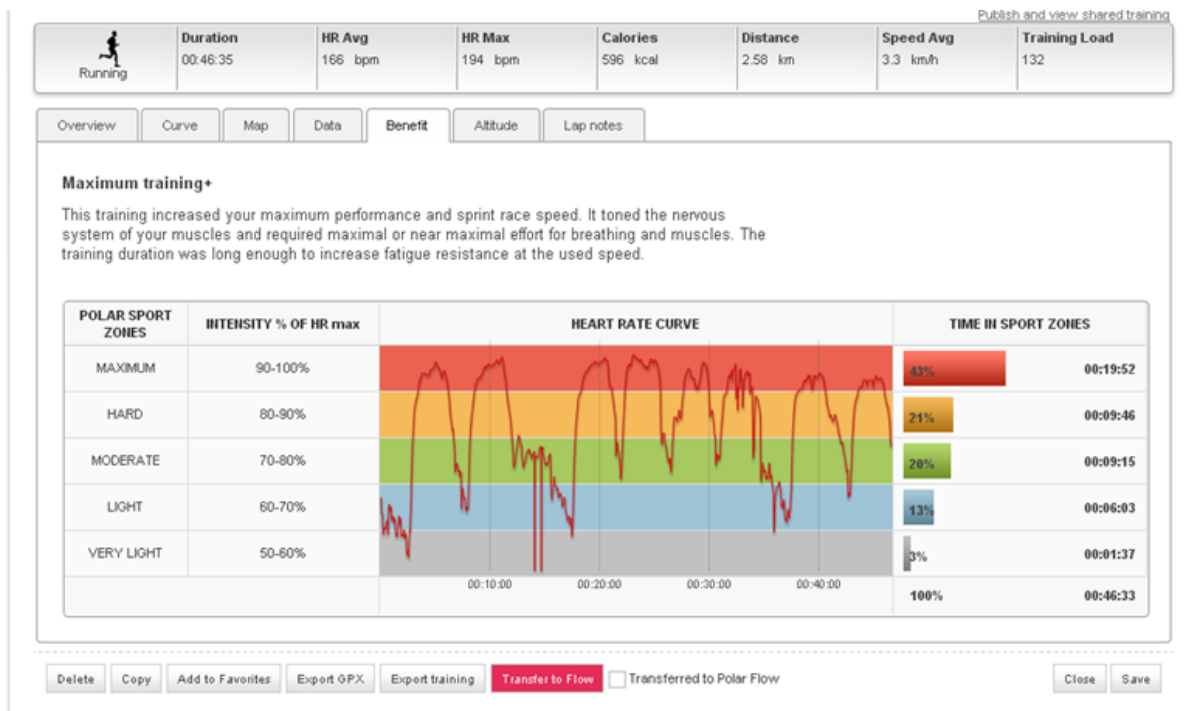 Publish and view shared training
Duration HR Avg HR Max Calories Distance Speed Avg Training Load
00:46:35 166 bpm 194 bpm 596 kcal 2.58 km 3.3 km/h 132
Running
Overview Curve Map Data Benefit Altitude Lap notes
Maximum training+
This training increased your maximum performance and sprint race speed. It toned the nervous
system of your muscles and required maximal or near maximal effort for breathing and muscles. The
training duration was long enough to increase fatigue resistance at the used speed.
POLAR SPORT
ZONES INTENSITY % OF HR max HEART RATE CURVE TIME IN SPORT ZONES
MAXIMUM 90-100% 43% 00:19:52
HARD 80-90% 21% 00:09:46
MODERATE 70-80% 20% 00:09:15
LIGHT 60-70% 13% 00:06:03
VERY LIGHT 50-60% 3% 00:01:37
00:10:00 00:20:00 00:30:00 00:40:00
100% 00:46:33
Delete Copy Add to Favorites Export GPX Export training Transfer to Flow Transferred to Polar Flow Close Save